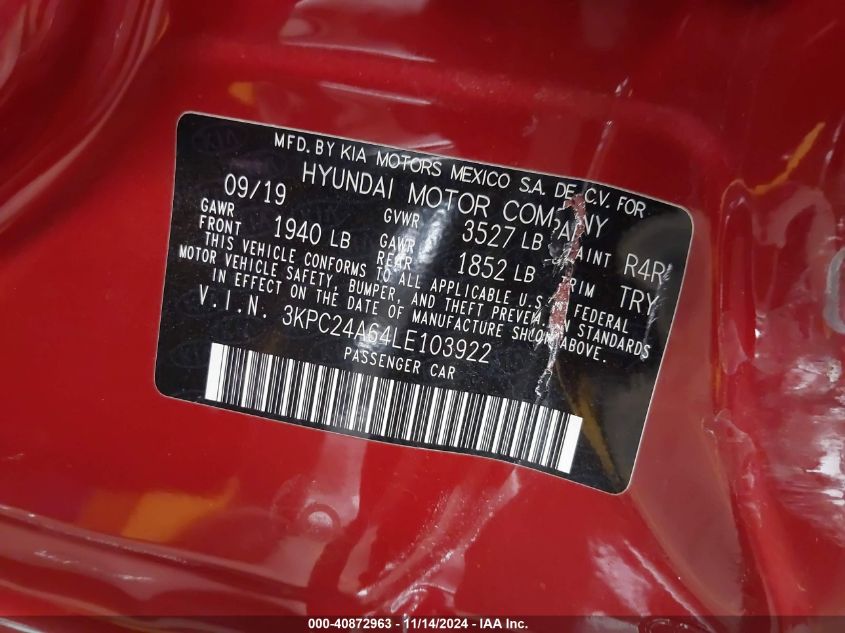 MFD. BY KIA MOTORS MEXICO S.A. DE C.V. FOR
HYUNDAI MOTOR COMPANY
09/19 GVWR 3527 LB
GAWR FRONT 1940 LB GAWR REAR 1852 LB PAINT R4R
TRIM TRY
THIS VEHICLE CONFORMS TO ALL APPLICABLE U.S. FEDERAL
MOTOR VEHICLE SAFETY, BUMPER, AND THEFT PREVENTION STANDARDS
IN EFFECT ON THE DATE OF MANUFACTURE SHOWN ABOVE.
V.I.N. 3KPC24A64LE103922
PASSENGER CAR
000-40872963 - 11/14/2024 - IAA Inc.